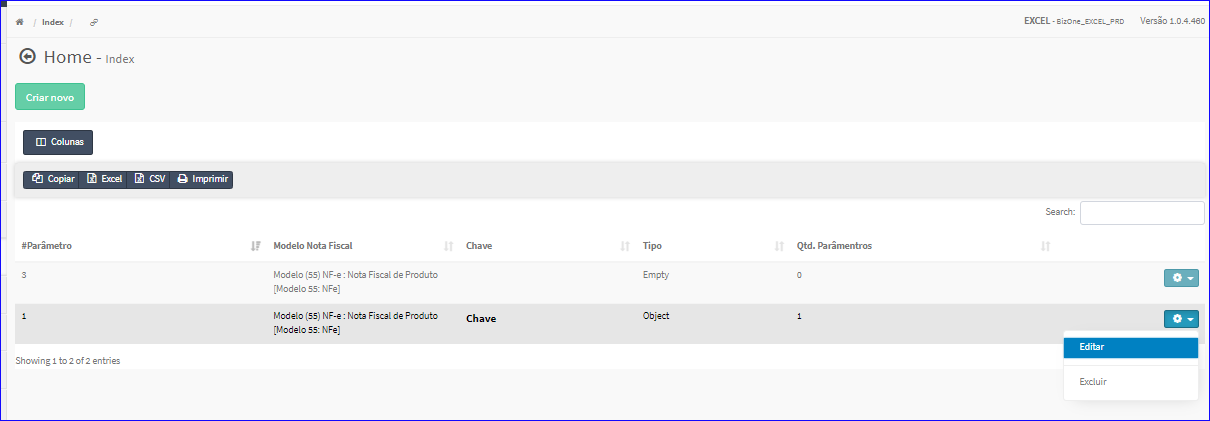 / Index /
EXCEL - BizOne_EXCEL_PRD Versão 1.0.4.460
Home - Index
Criar novo
Colunas
Copiar Excel CSV Imprimir
Search:
#Parâmetro Modelo Nota Fiscal Chave Tipo Qtd. Parâmentros
3 Modelo (55) NF-e : Nota Fiscal de Produto Empty 0
[Modelo 55: NFe]
1 Modelo (55) NF-e : Nota Fiscal de Produto Chave Object 1
[Modelo 55: NFe]
Editar
Showing 1 to 2 of 2 entries
Excluir